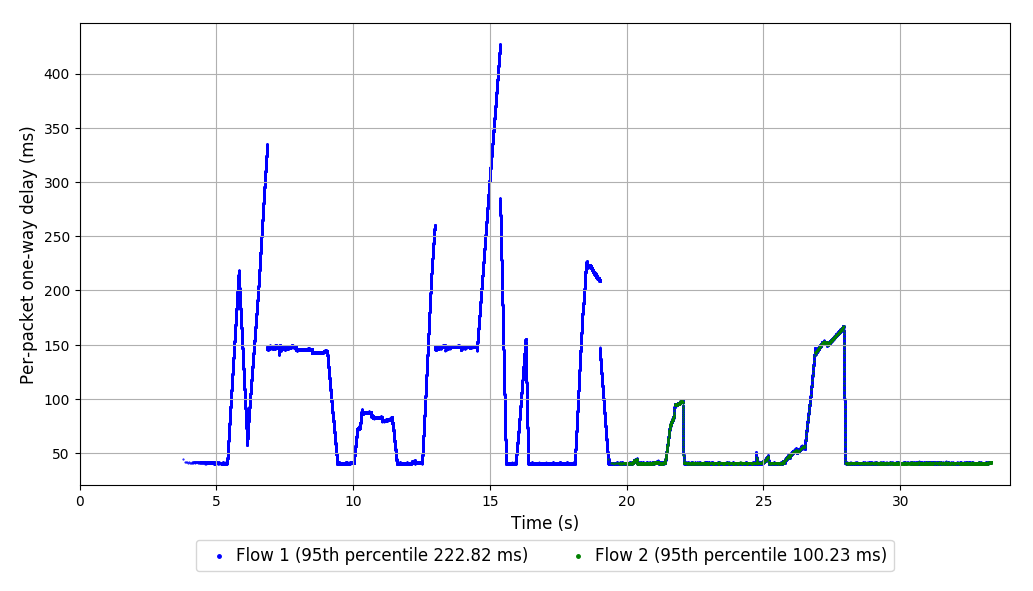 Per-packet one-way delay (ms)
400
350
300
250
200
150
100
50
0 5 10 15 20 25 30
Time (s)
Flow 1 (95th percentile 222.82 ms) Flow 2 (95th percentile 100.23 ms)